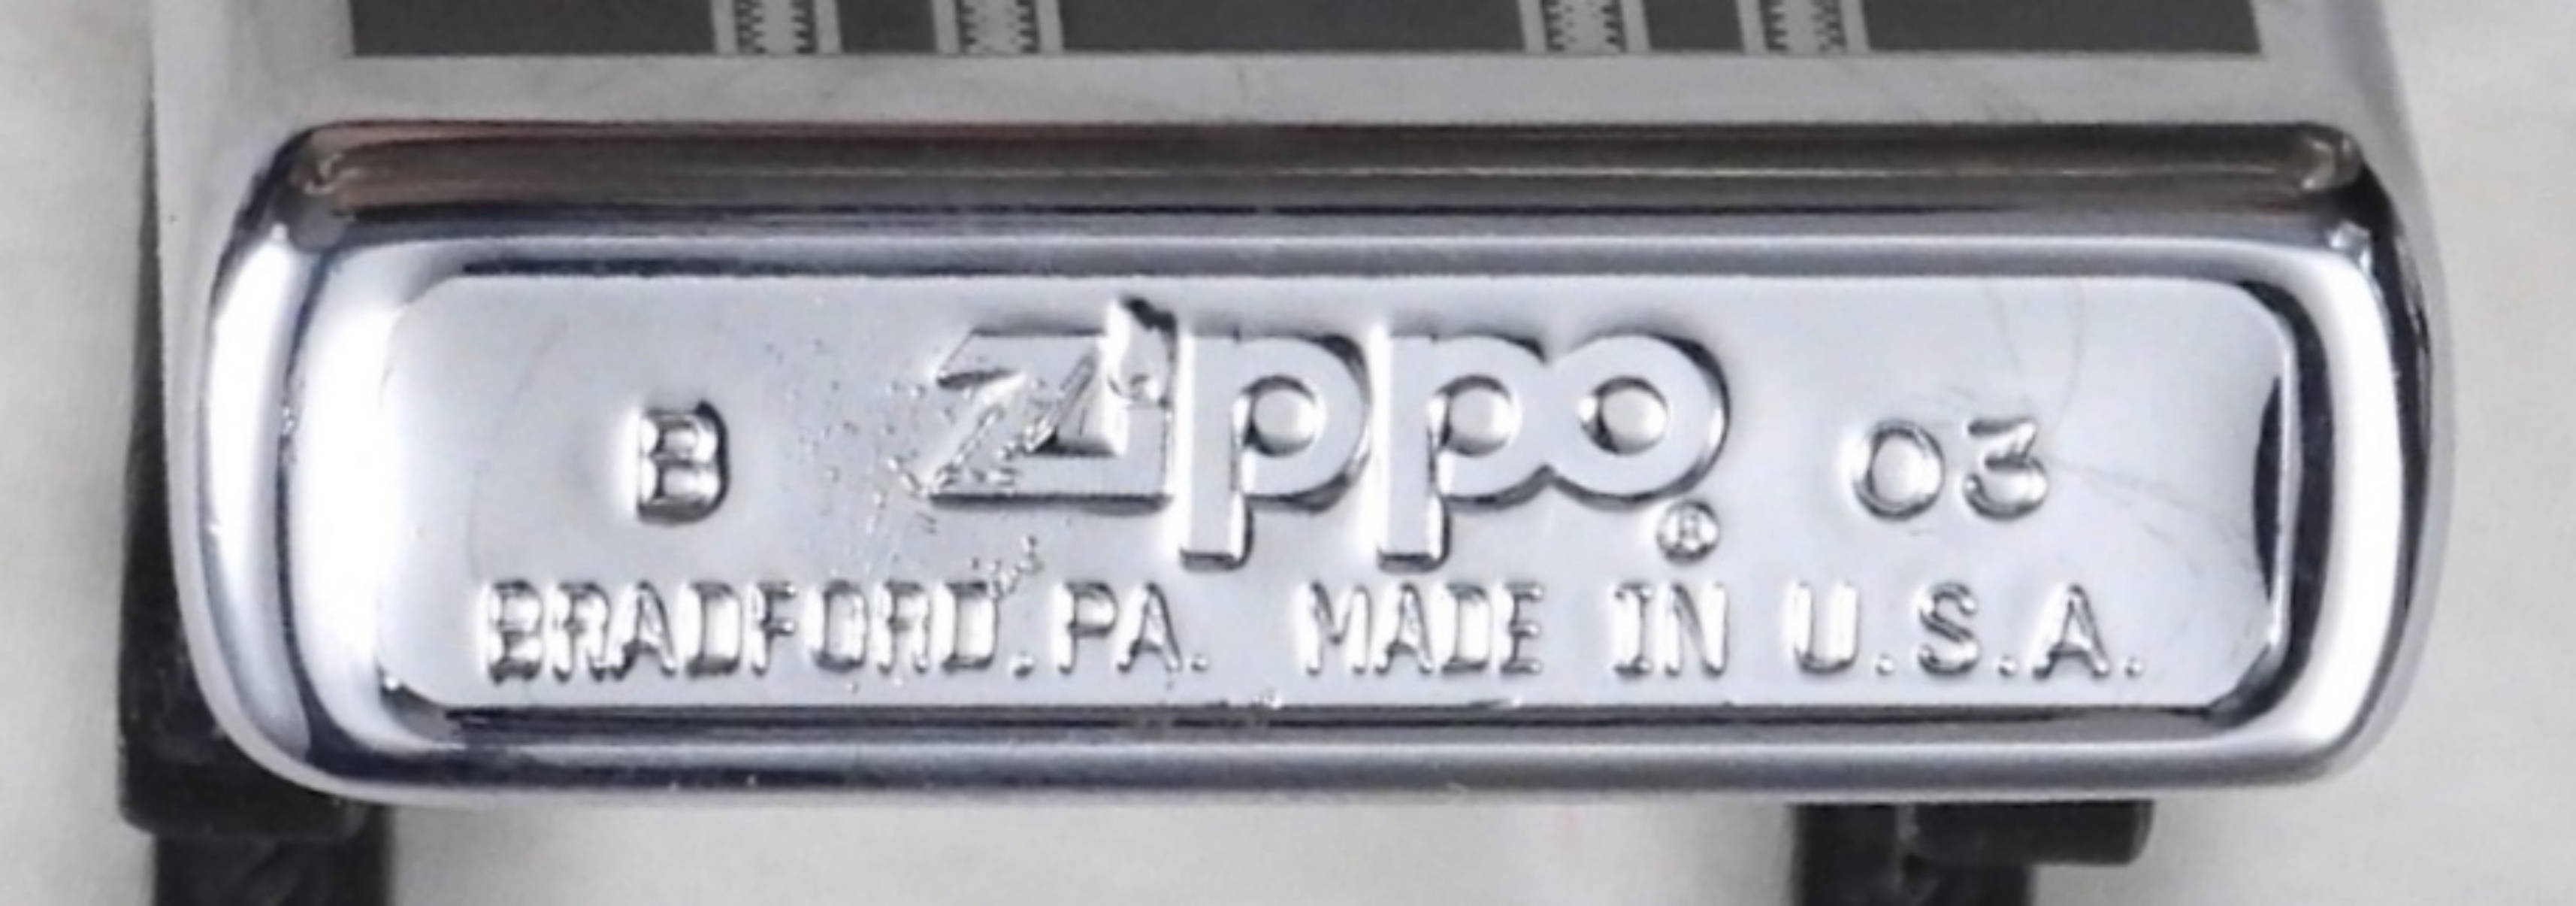 B Zippo® 03
BRADFORD,PA. MADE IN U.S.A.